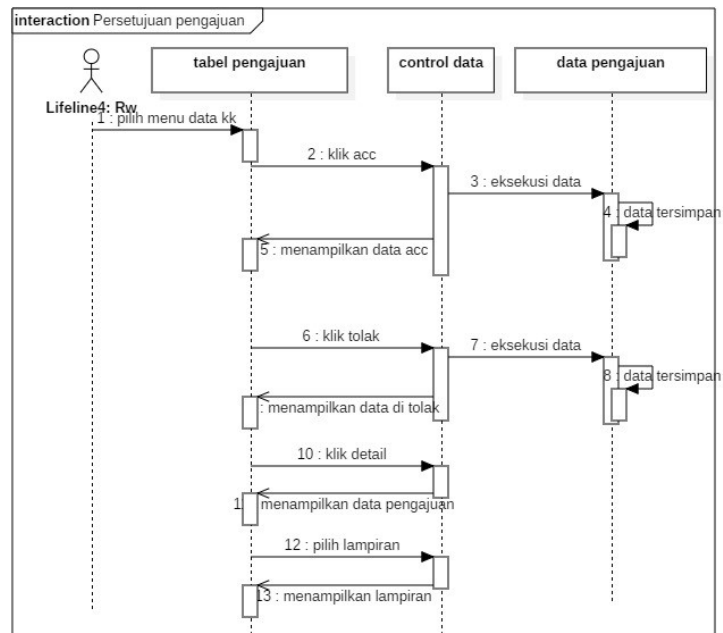 interaction Persetujuan pengajuan
tabel pengajuan
control data
data pengajuan
Lifeline4: Rw
1 : pilih menu data kk
2 : klik acc
3 : eksekusi data
4 : data tersimpan
5 : menampilkan data acc
6 : klik tolak
7 : eksekusi data
8 : data tersimpan
: menampilkan data di tolak
10 : klik detail
1 menampilkan data pengajuan
12 : pilih lampiran
13 : menampilkan lampiran